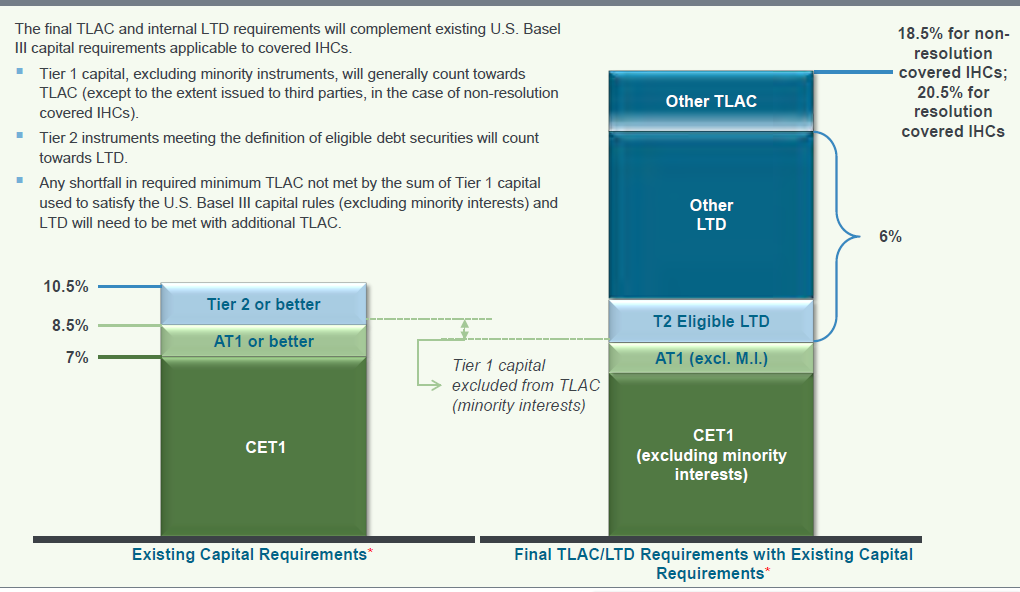 The final TLAC and internal LTD requirements will complement existing U.S. Basel
III capital requirements applicable to covered IHCs.
Tier 1 capital, excluding minority instruments, will generally count towards
TLAC (except to the extent issued to third parties, in the case of non-resolution
covered IHCs).
Tier 2 instruments meeting the definition of eligible debt securities will count
towards LTD.
Any shortfall in required minimum TLAC not met by the sum of Tier 1 capital
used to satisfy the U.S. Basel III capital rules (excluding minority interests) and
LTD will need to be met with additional TLAC.
10.5%
8.5%
7%
Tier 2 or better
AT1 or better
CET1
Existing Capital Requirements*
Tier 1 capital
excluded from TLAC
(minority interests)
18.5% for non-
resolution
covered IHCs;
20.5% for
resolution
covered IHCs
Other TLAC
Other
LTD
6%
T2 Eligible LTD
AT1 (excl. M.I.)
CET1
(excluding minority
interests)
Final TLAC/LTD Requirements with Existing Capital
Requirements*